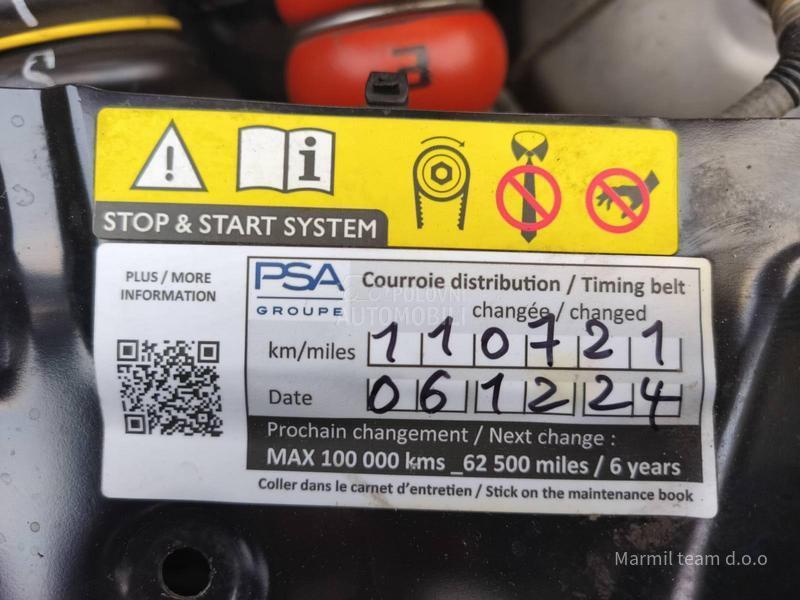 STOP & START SYSTEM
PLUS / MORE
INFORMATION
PSA
GROUPE
Courroie distribution / Timing belt
changée / changed
km/miles 110721
Date 061224
Prochain changement / Next change :
MAX 100 000 kms _62 500 miles / 6 years
Coller dans le carnet d'entretien / Stick on the maintenance book
POLOVNI
AUTOMOBILI
Marmil team d.o.o